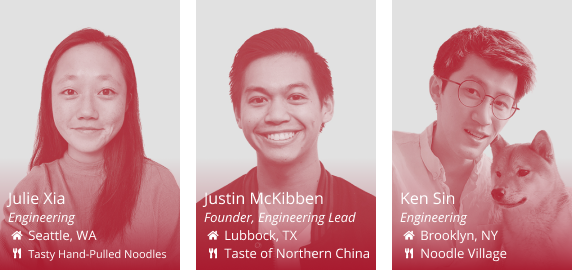 Julie Xia
Engineering
Seattle, WA
Tasty Hand-Pulled Noodles
Justin McKibben
Founder, Engineering Lead
Lubbock, TX
Taste of Northern China
Ken Sin
Engineering
Brooklyn, NY
Noodle Village